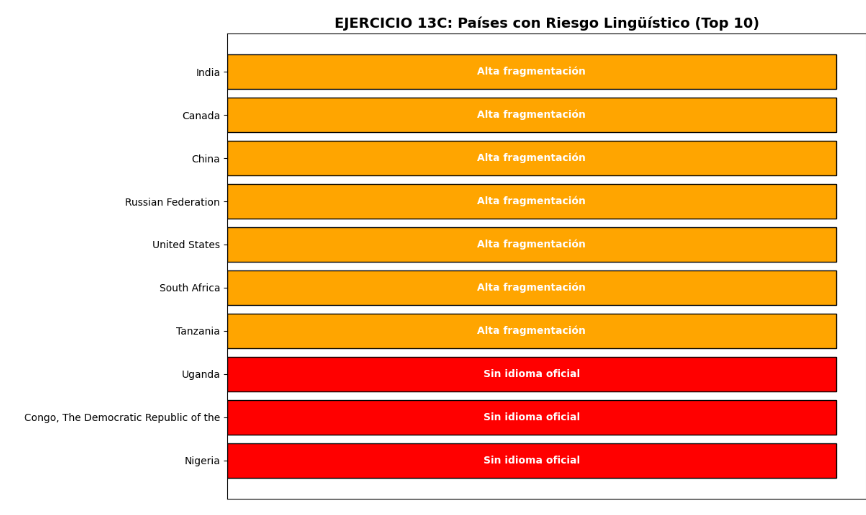 EJERCICIO 13C: Países con Riesgo Lingüístico (Top 10)
India Alta fragmentación
Canada Alta fragmentación
China Alta fragmentación
Russian Federation Alta fragmentación
United States Alta fragmentación
South Africa Alta fragmentación
Tanzania Alta fragmentación
Uganda Sin idioma oficial
Congo, The Democratic Republic of the Sin idioma oficial
Nigeria Sin idioma oficial